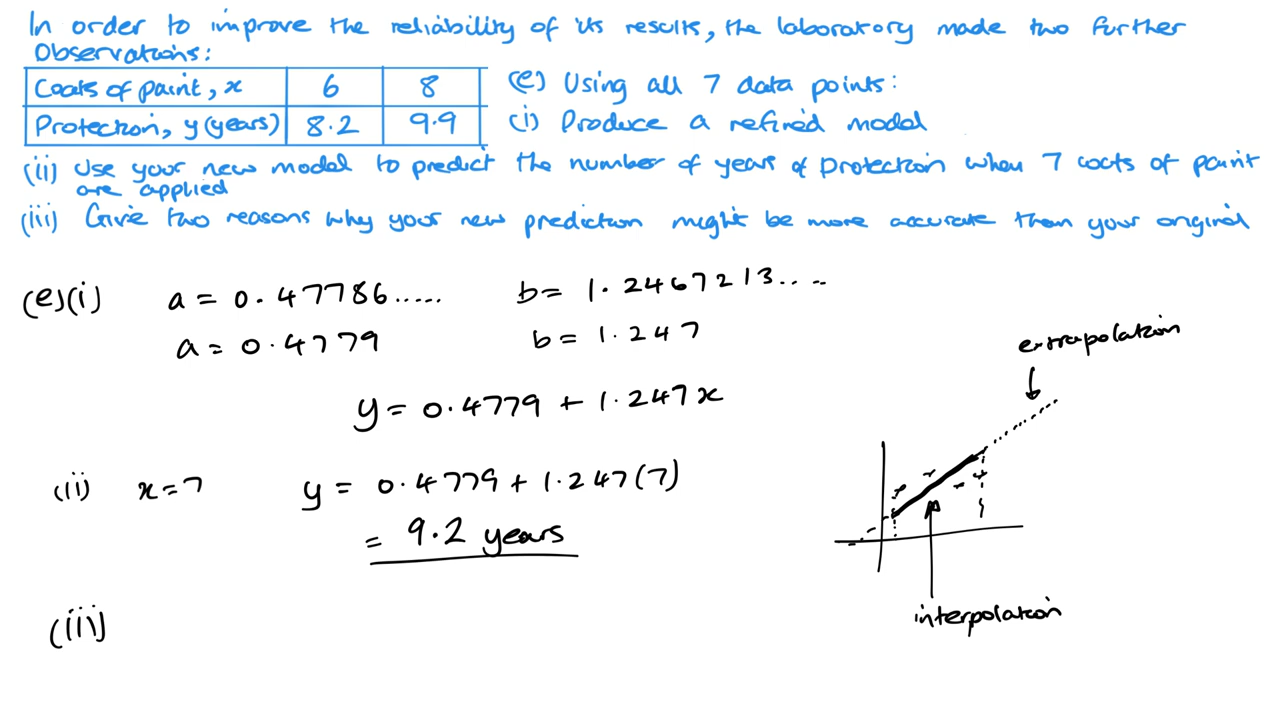 In order to improve the reliability of its results, the laboratory made two further
Observations:
Coats of paint, x 6 8
Protection, y (years) 8.2 9.9
(e) Using all 7 data points:
(i) Produce a refined model
(ii) Use your new model to predict the number of years of protection when 7 coats of paint
are applied
(iii) Give two reasons why your new prediction might be more accurate than your original
(e)(i) a = 0.47786..... b = 1.2467213....
a = 0.4779 b = 1.247
extrapolation
y = 0.4779 + 1.247x
(ii) x=7 y = 0.4779 + 1.247(7)
= 9.2 years
interpolation
(iii)